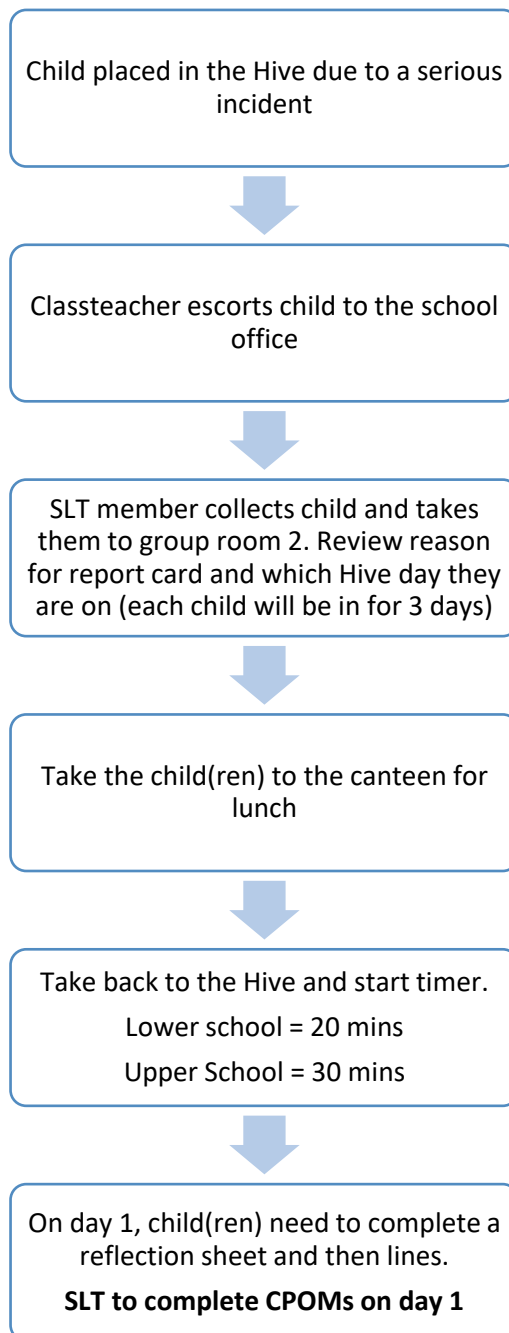 Child placed in the Hive due to a serious
incident
Classteacher escorts child to the school
office
SLT member collects child and takes
them to group room 2. Review reason
for report card and which Hive day they
are on (each child will be in for 3 days)
Take the child(ren) to the canteen for
lunch
Take back to the Hive and start timer.
Lower school = 20 mins
Upper School = 30 mins
On day 1, child(ren) need to complete a
reflection sheet and then lines.
SLT to complete CPOMs on day 1